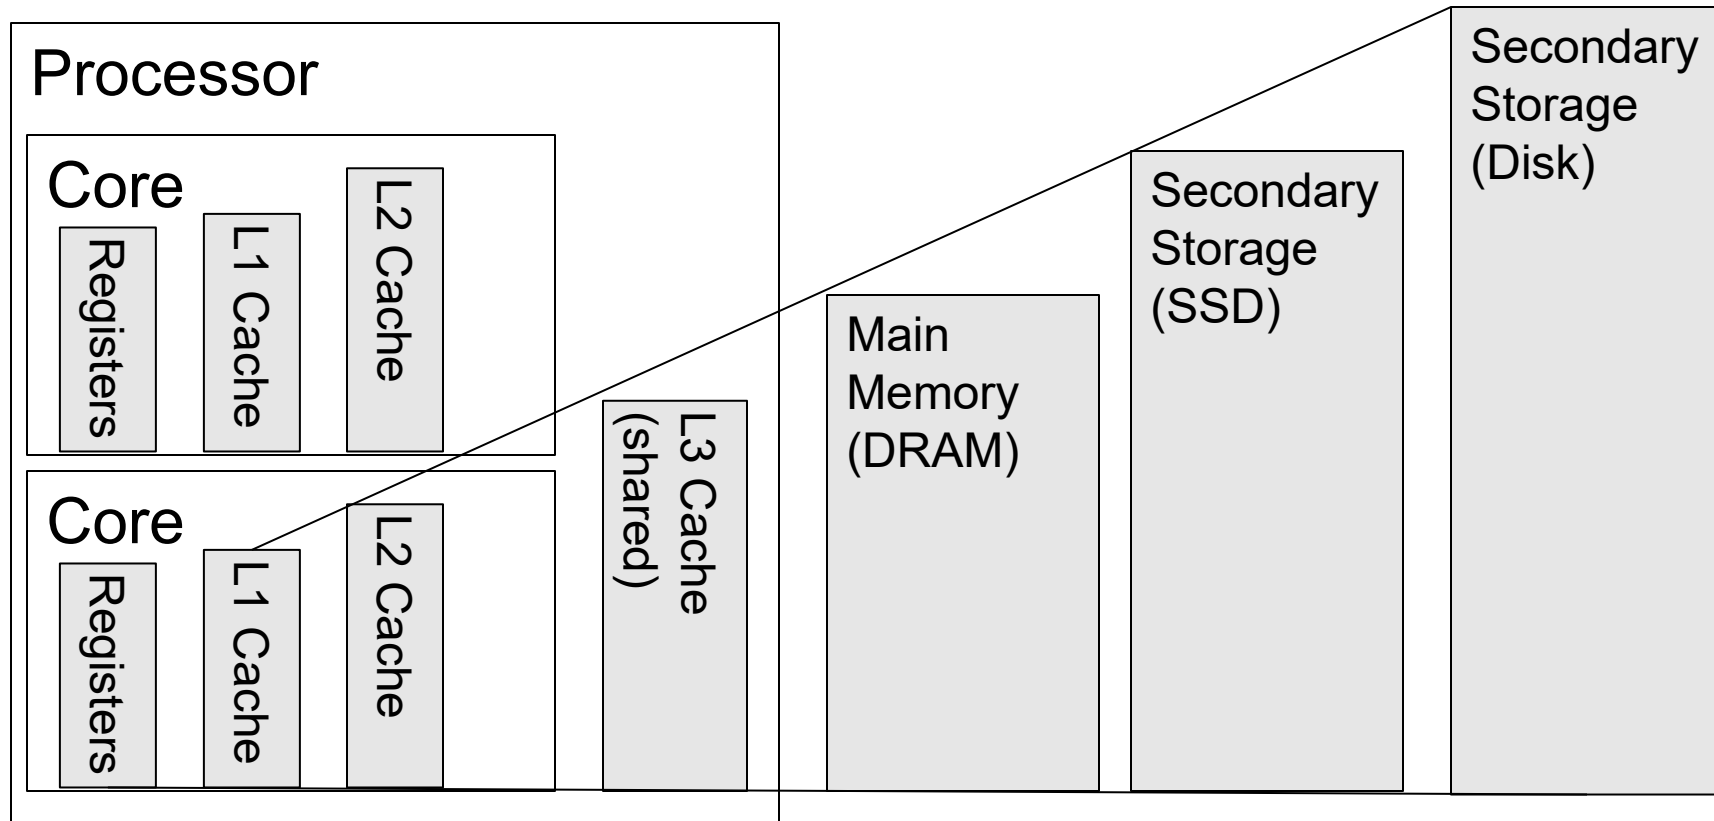 Processor
Core
Registers
L1 Cache
L2 Cache
Core
Registers
L1 Cache
L2 Cache
L3 Cache
(shared)
Main
Memory
(DRAM)
Secondary
Storage
(SSD)
Secondary
Storage
(Disk)